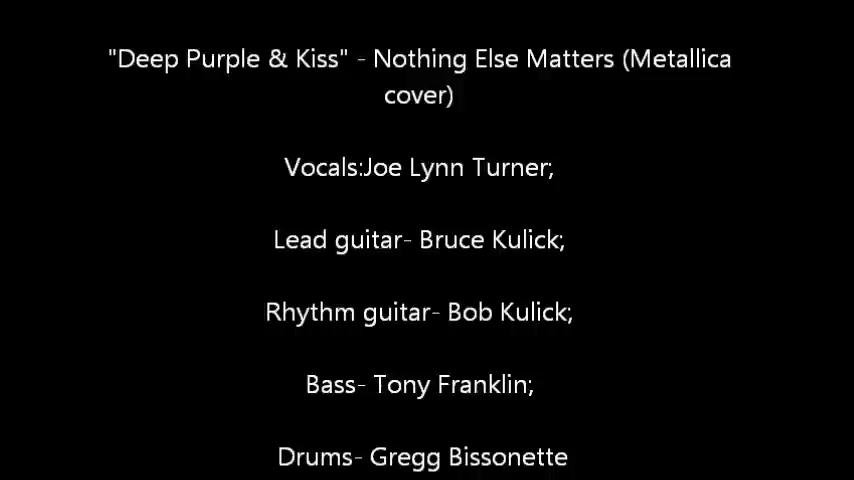 "Deep Purple & Kiss" - Nothing Else Matters (Metallica
cover)
Vocals:Joe Lynn Turner;
Lead guitar- Bruce Kulick;
Rhythm guitar- Bob Kulick;
Bass- Tony Franklin;
Drums- Gregg Bissonette